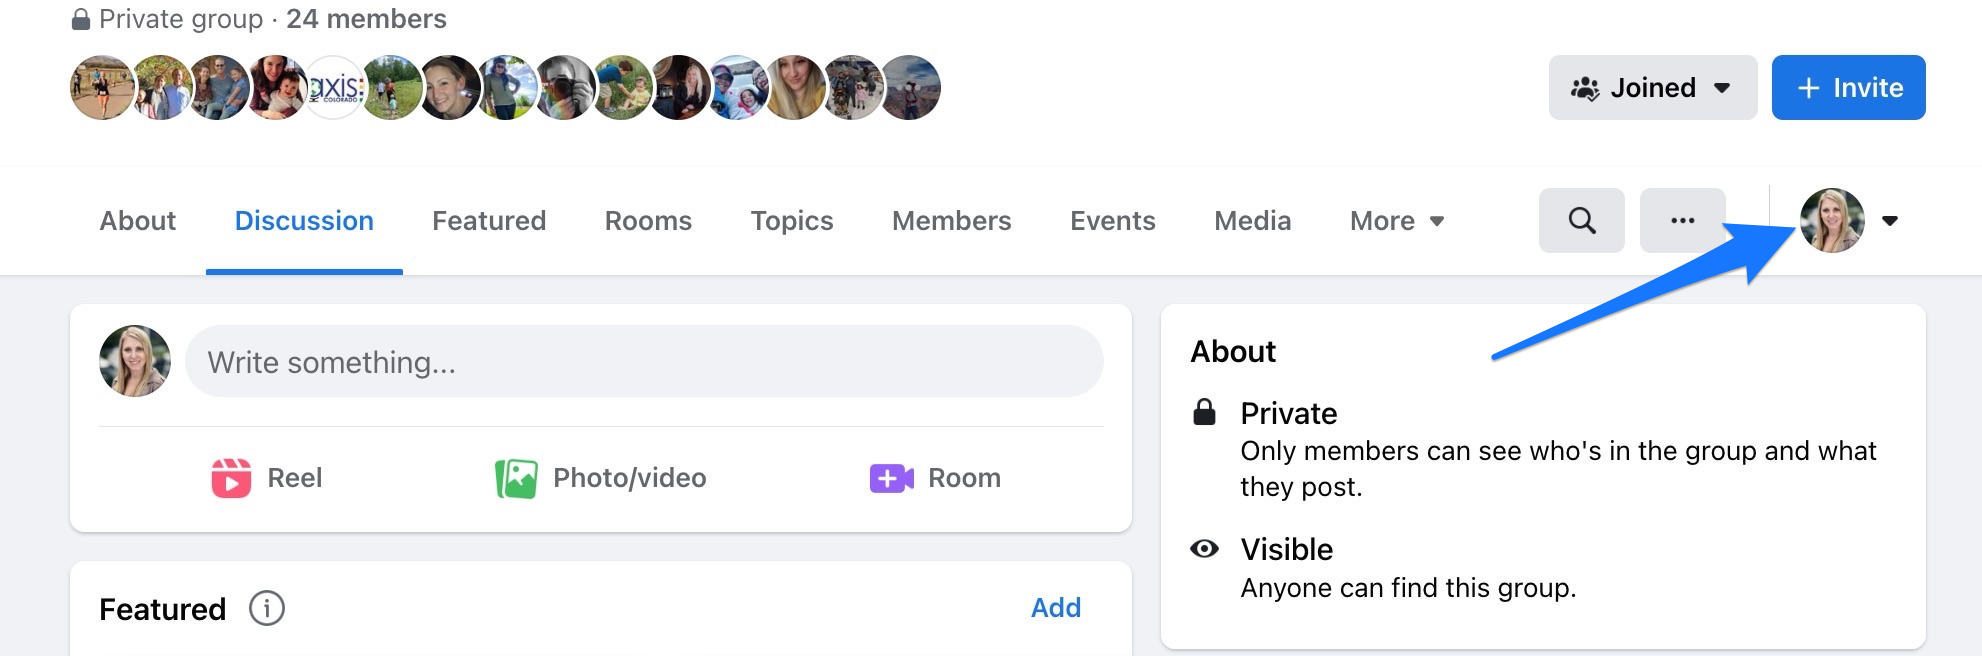 Private group · 24 members
axis
COLORADO
Joined
+ Invite
About Discussion Featured Rooms Topics Members Events Media More
Write something...
Reel Photo/video Room
Featured
Add
About
Private
Only members can see who's in the group and what
they post.
Visible
Anyone can find this group.